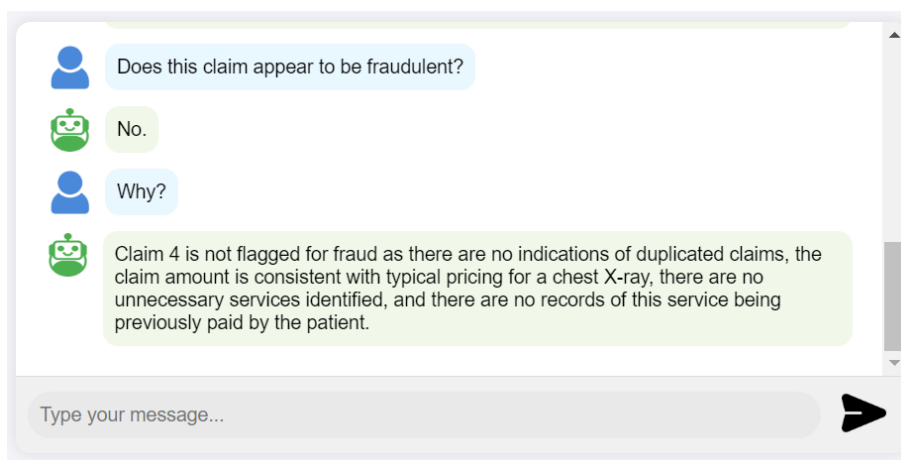 Does this claim appear to be fraudulent?
No.
Why?
Claim 4 is not flagged for fraud as there are no indications of duplicated claims, the
claim amount is consistent with typical pricing for a chest X-ray, there are no
unnecessary services identified, and there are no records of this service being
previously paid by the patient.
Type your message...